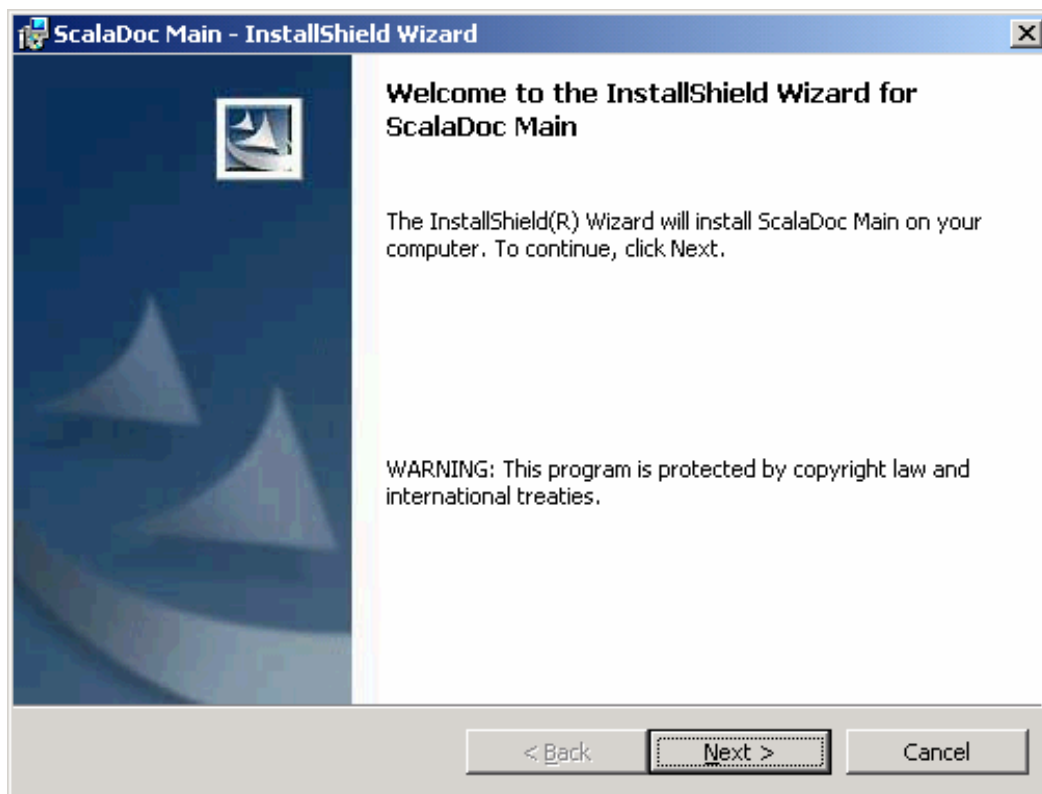 ScalaDoc Main - InstallShield Wizard
Welcome to the InstallShield Wizard for
ScalaDoc Main
The InstallShield(R) Wizard will install ScalaDoc Main on your
computer. To continue, click Next.
WARNING: This program is protected by copyright law and
international treaties.
< Back
Next >
Cancel